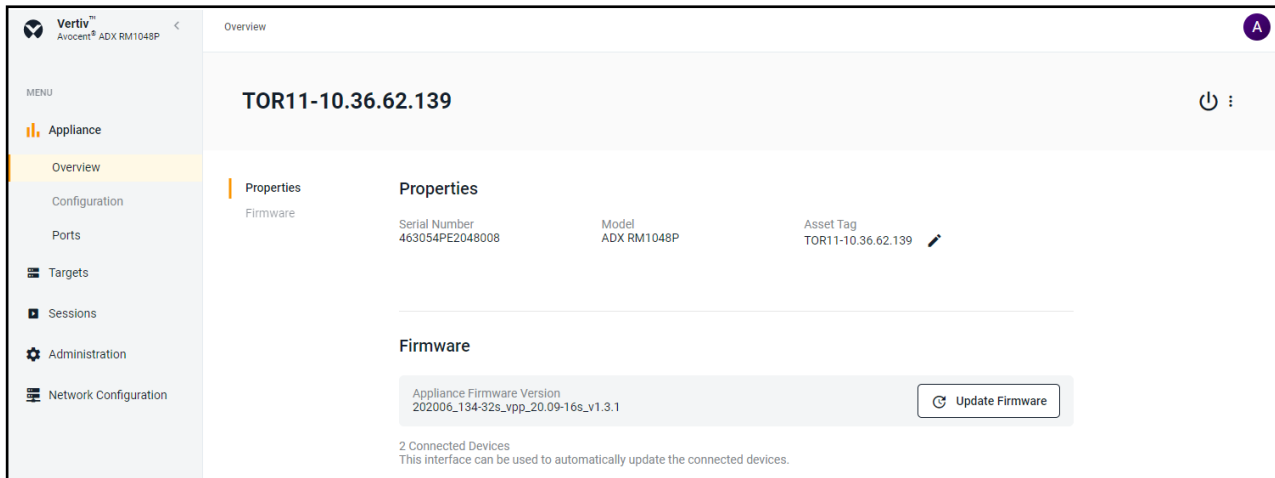 Vertiv™
Avocent® ADX RM1048P
Overview
A
MENU
TOR11-10.36.62.139
Appliance
Overview
Configuration
Ports
Targets
Sessions
Administration
Network Configuration
Properties
Firmware
Properties
Serial Number
463054PE2048008
Model
ADX RM1048P
Asset Tag
TOR11-10.36.62.139
Firmware
Appliance Firmware Version
202006_134-32s_vpp_20.09-16s_v1.3.1
Update Firmware
2 Connected Devices
This interface can be used to automatically update the connected devices.